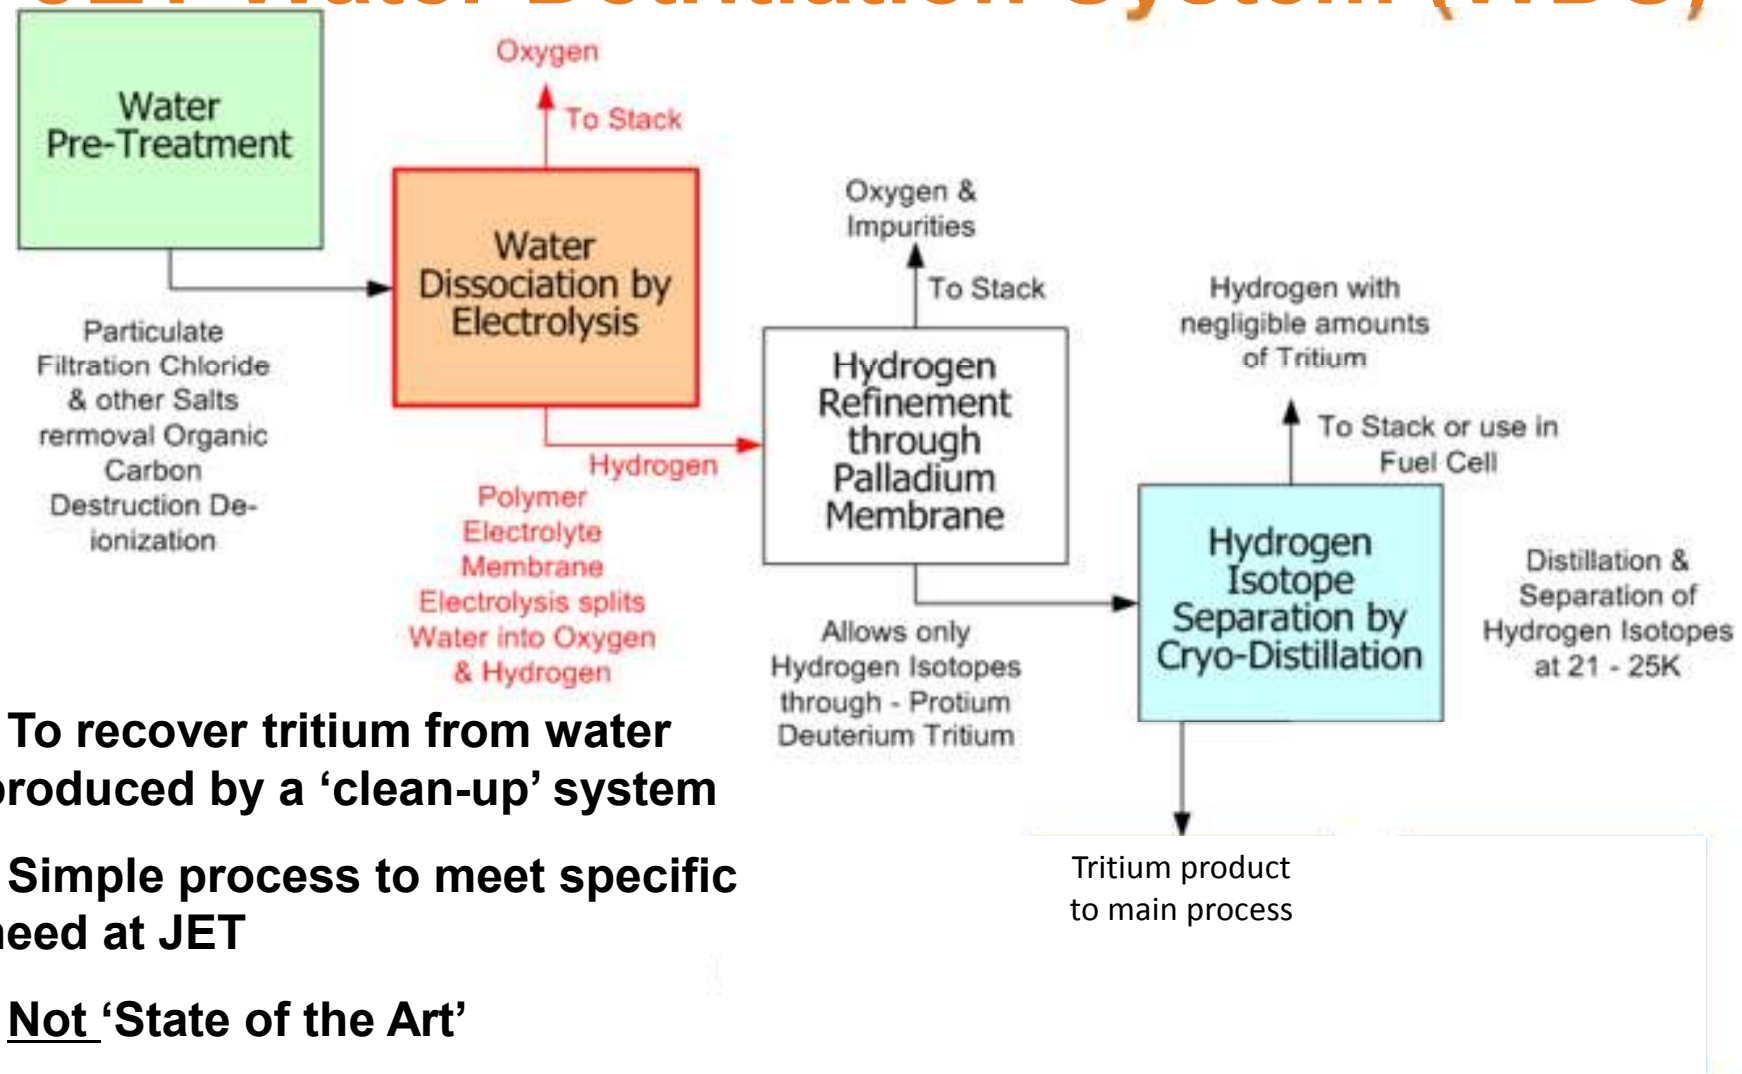 JET Water Detritiation System (WDS)
Water
Pre-Treatment
Particulate
Filtration Chloride
& other Salts
rermoval Organic
Carbon
Destruction De-
ionization
Oxygen
To Stack
Water
Dissociation by
Electrolysis
Hydrogen
Polymer
Electrolyte
Membrane
Electrolysis splits
Water into Oxygen
& Hydrogen
Oxygen &
Impurities
To Stack
Hydrogen
Refinement
through
Palladium
Membrane
Allows only
Hydrogen Isotopes
through - Protium
Deuterium Tritium
Hydrogen with
negligible amounts
of Tritium
To Stack or use in
Fuel Cell
Hydrogen
Isotope
Separation by
Cryo-Distillation
Distillation &
Separation of
Hydrogen Isotopes
at 21 - 25K
Tritium product
to main process
To recover tritium from water
produced by a ‘clean-up’ system
Simple process to meet specific
need at JET
Not ‘State of the Art’